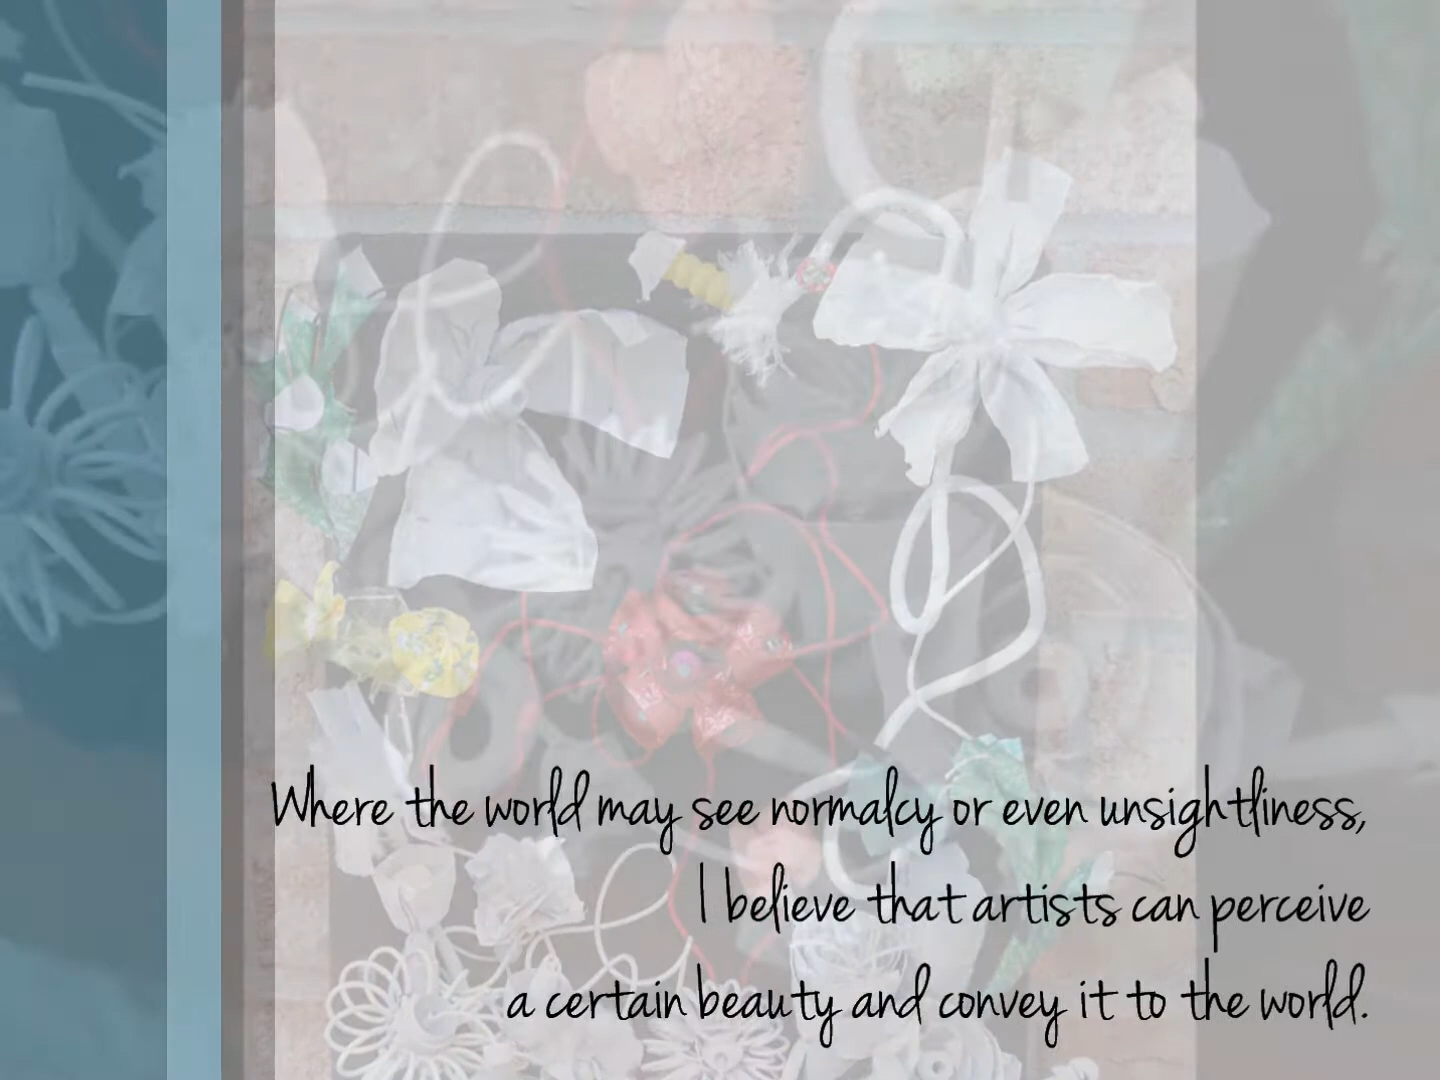 Where the world may see normalcy or even unsightliness,
I believe that artists can perceive
a certain beauty and convey it to the world.